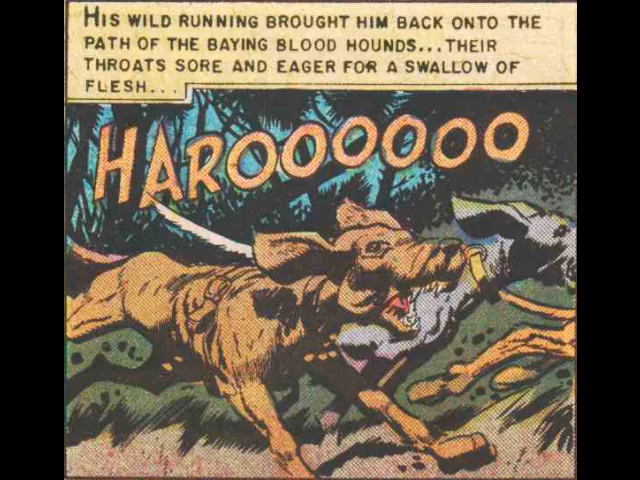 HIS WILD RUNNING BROUGHT HIM BACK ONTO THE
PATH OF THE BAYING BLOOD HOUNDS...THEIR
THROATS SORE AND EAGER FOR A SWALLOW OF
FLESH...
HAROOOOOOO